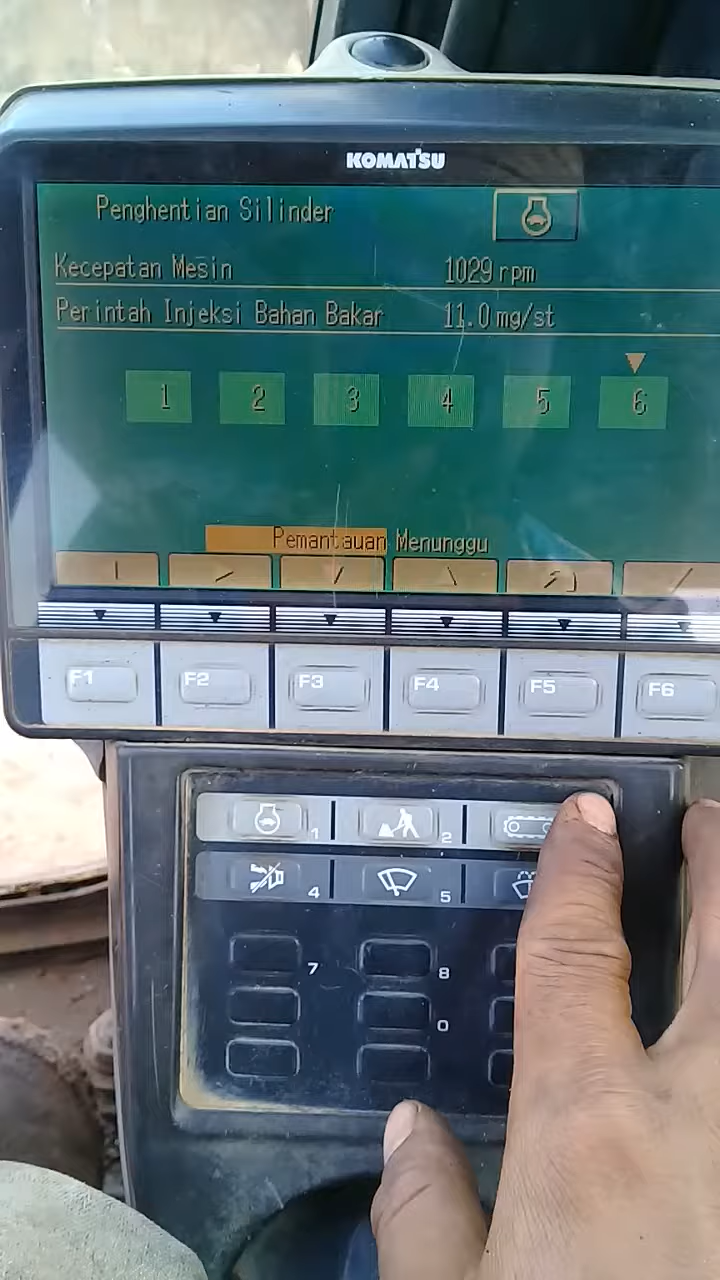 KOMATSU
Penghentian Silinder
Kecepatan Mesin 1029 rpm
Perintah Injeksi Bahan Bakar 11.0 mg/st
1 2 3 4 5 6
Pemantauan Menunggu
F1 F2 F3 F4 F5 F6
1 2
4 5
7 8
0